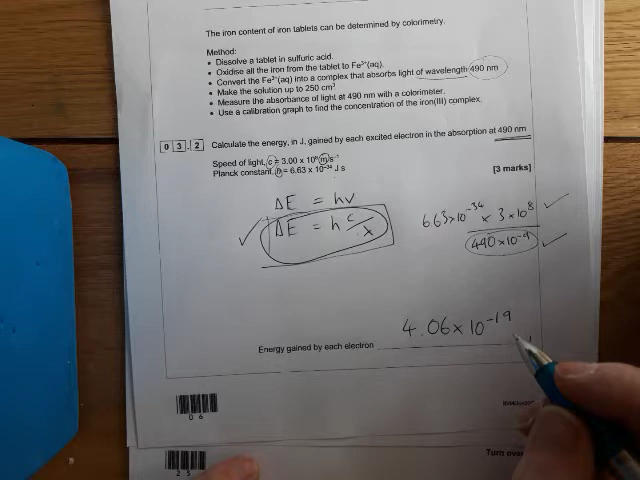 The iron content of iron tablets can be determined by colorimetry.
Method:
• Dissolve a tablet in sulfuric acid.
• Oxidise all the iron from the tablet to Fe³⁺(aq).
• Convert the Fe³⁺(aq) into a complex that absorbs light of wavelength 490 nm
• Make the solution up to 250 cm³
• Measure the absorbance of light at 490 nm with a colorimeter.
• Use a calibration graph to find the concentration of the iron(III) complex.
0 3 . 2 Calculate the energy, in J, gained by each excited electron in the absorption at 490 nm
Speed of light, c = 3.00 x 10⁸ m s⁻¹
Planck constant, h = 6.63 x 10⁻³⁴ J s
[3 marks]
ΔE = hν
ΔE = h c/λ
6.63×10⁻³⁴ × 3×10⁸
490×10⁻⁹
4.06×10⁻¹⁹
Energy gained by each electron
0 6
2 5
Turn over